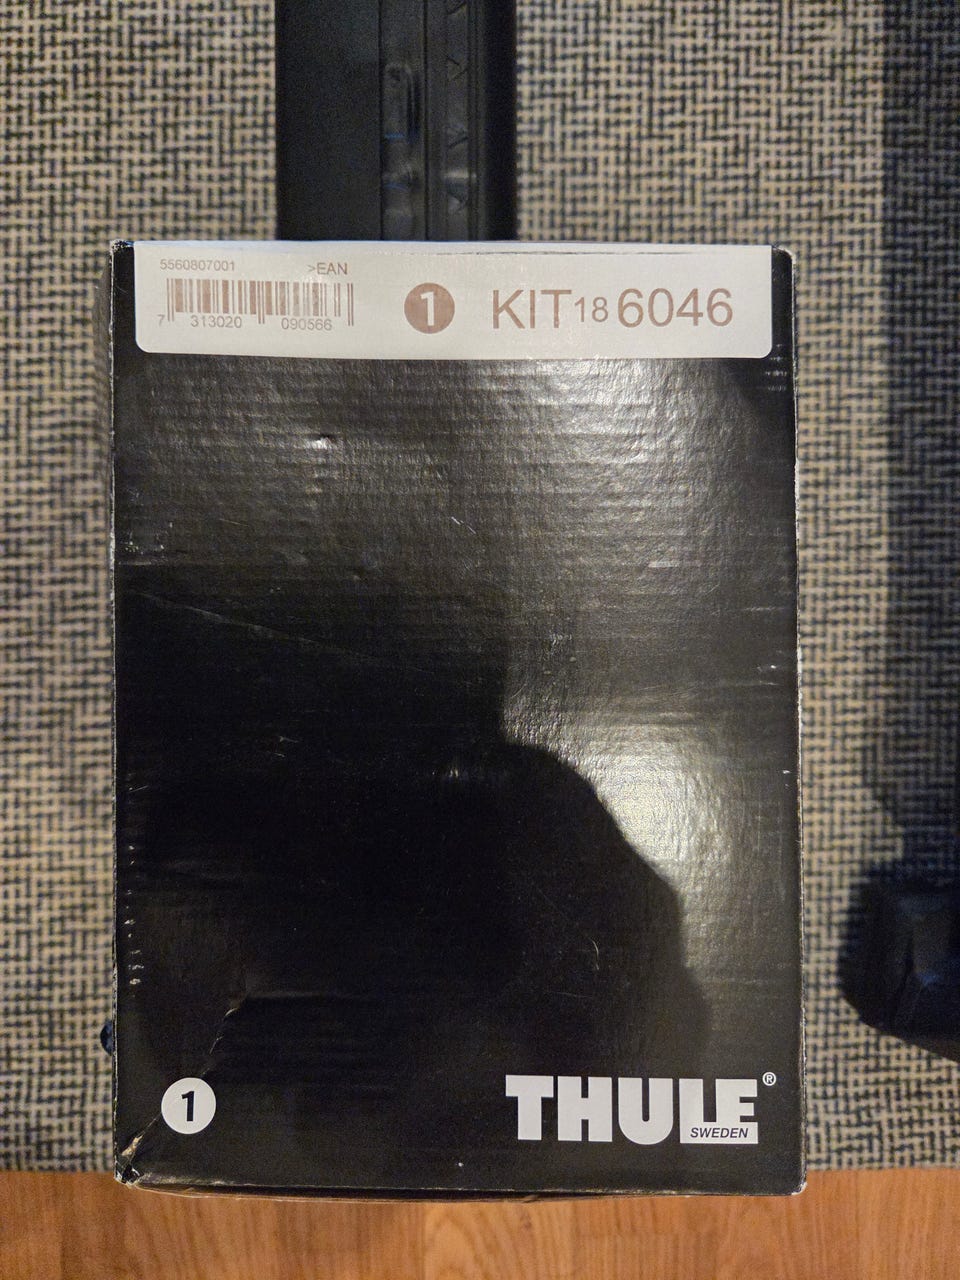 5560807001 >EAN
7 313020 090566
1 KIT 18 6046
1
THULE®
SWEDEN